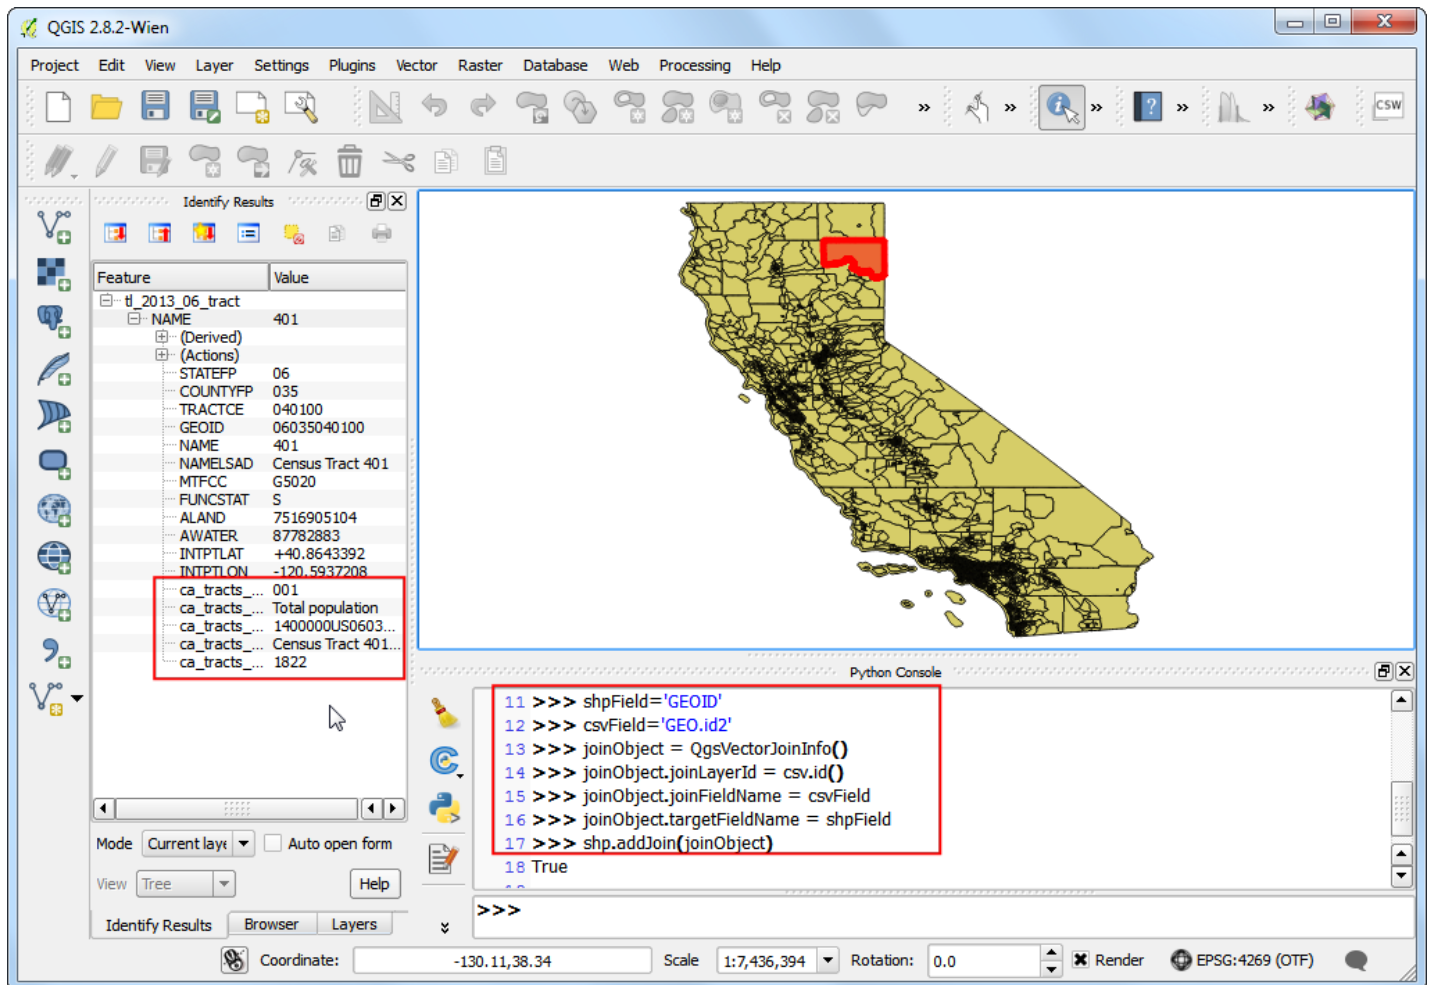 QGIS 2.8.2-Wien
Project Edit View Layer Settings Plugins Vector Raster Database Web Processing Help
» » » » » CSW
Identify Results
Feature Value
tl_2013_06_tract
NAME 401
(Derived)
(Actions)
STATEFP 06
COUNTYFP 035
TRACTCE 040100
GEOID 06035040100
NAME 401
NAMELSAD Census Tract 401
MTFCC G5020
FUNCSTAT S
ALAND 7516905104
AWATER 87782883
INTPTLAT +40.8643392
INTPTLON -120.5937208
ca_tracts_... 001
ca_tracts_... Total population
ca_tracts_... 1400000US0603...
ca_tracts_... Census Tract 401...
ca_tracts_... 1822
Mode Current laye Auto open form
View Tree Help
Identify Results Browser Layers
Python Console
11 >>> shpField='GEOID'
12 >>> csvField='GEO.id2'
13 >>> joinObject = QgsVectorJoinInfo()
14 >>> joinObject.joinLayerId = csv.id()
15 >>> joinObject.joinFieldName = csvField
16 >>> joinObject.targetFieldName = shpField
17 >>> shp.addJoin(joinObject)
18 True
>>>
Coordinate: -130.11,38.34 Scale 1:7,436,394 Rotation: 0.0 Render EPSG:4269 (OTF)